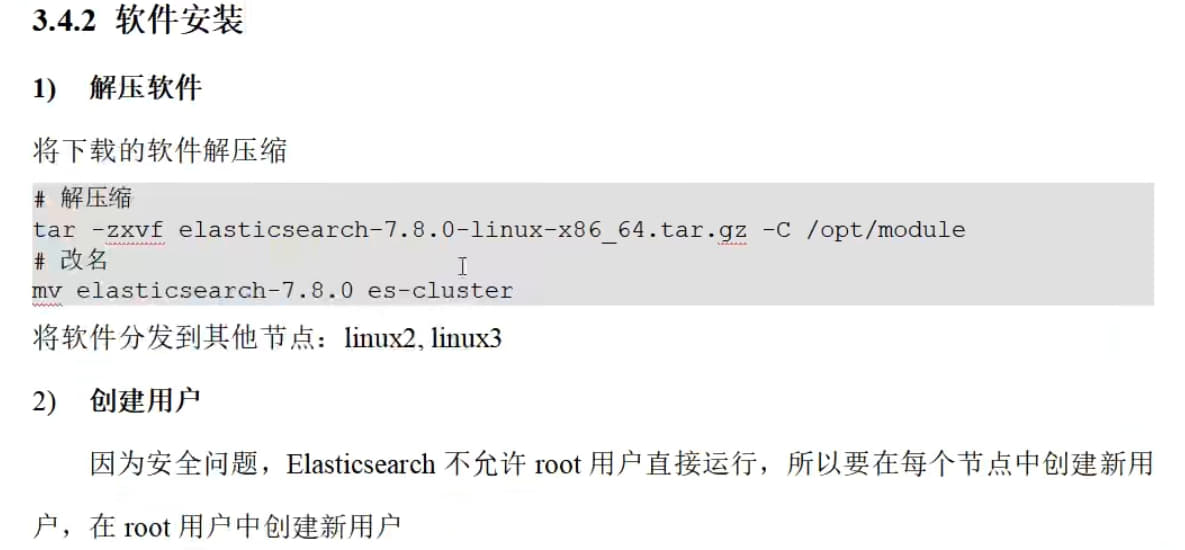 3.4.2 软件安装
1) 解压软件
将下载的软件解压缩
# 解压缩
tar -zxvf elasticsearch-7.8.0-linux-x86_64.tar.gz -C /opt/module
# 改名
mv elasticsearch-7.8.0 es-cluster
将软件分发到其他节点：linux2, linux3
2) 创建用户
因为安全问题，Elasticsearch 不允许 root 用户直接运行，所以要在每个节点中创建新用
户，在 root 用户中创建新用户